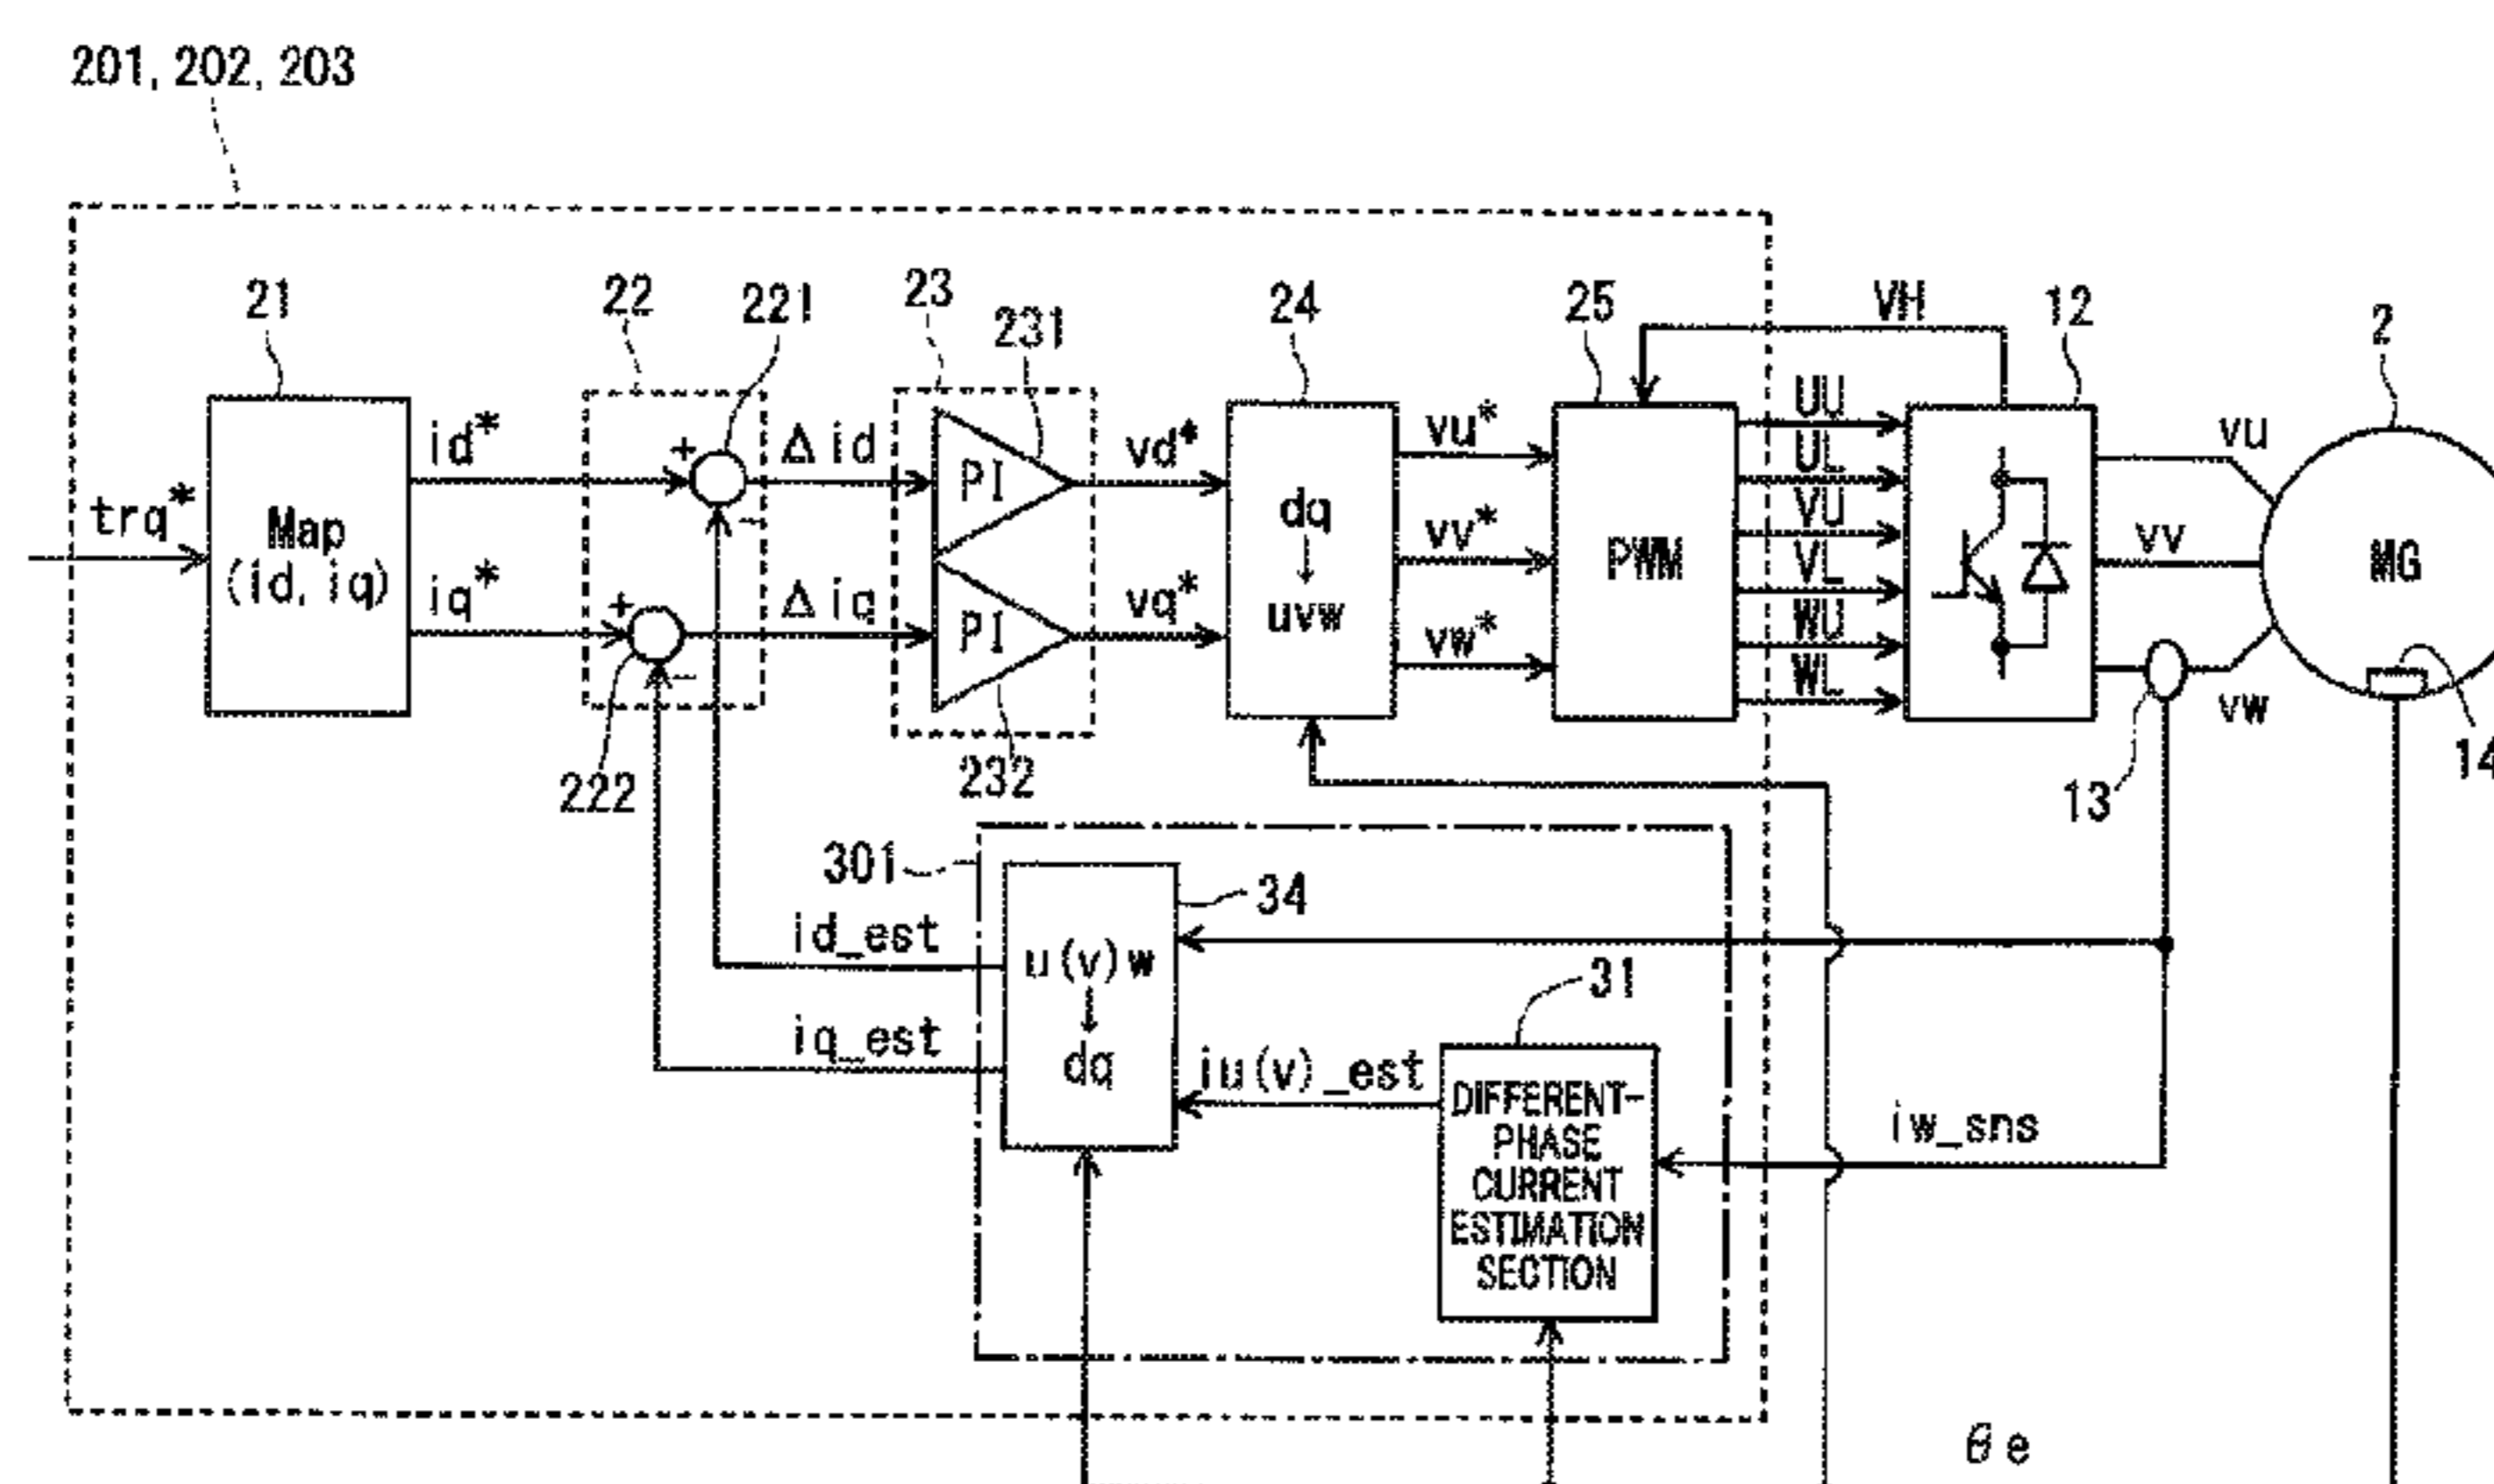 201, 202, 203
21
22
221
23
231
24
25
VH
12
2
trq*
Map
(id, iq)
id*
iq*
+
−
+
−
222
Δid
Δiq
PI
PI
232
vd*
vq*
dq
↓
uvw
vu*
vv*
vw*
PWM
UU
UL
VU
VL
WU
WL
vu
vv
vw
MG
13
14
301
34
id_est
iq_est
u(v)w
↓
dq
iu(v)_est
31
DIFFERENT-
PHASE
CURRENT
ESTIMATION
SECTION
iw_sns
θe